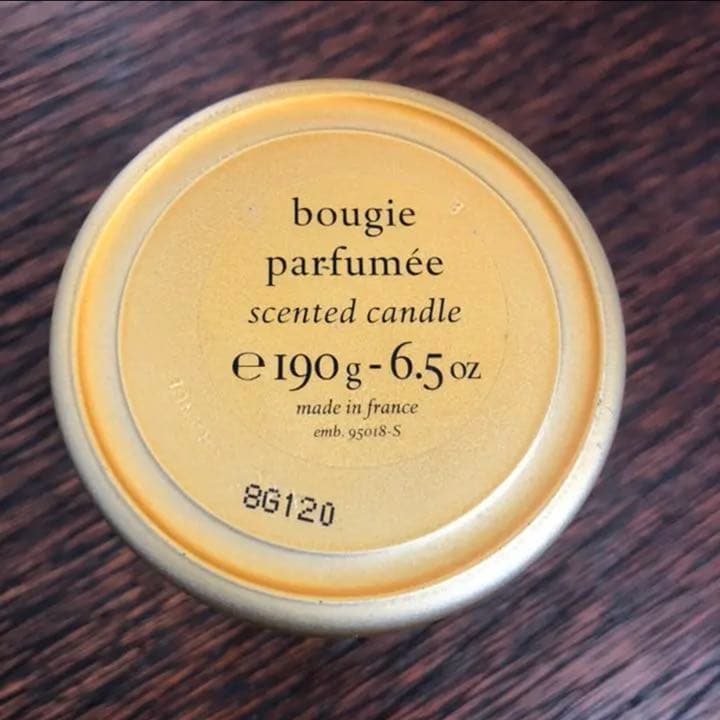 bougie
parfumée
scented candle
℮ 190 g - 6.5 oz
made in france
emb. 95018-S
8G120